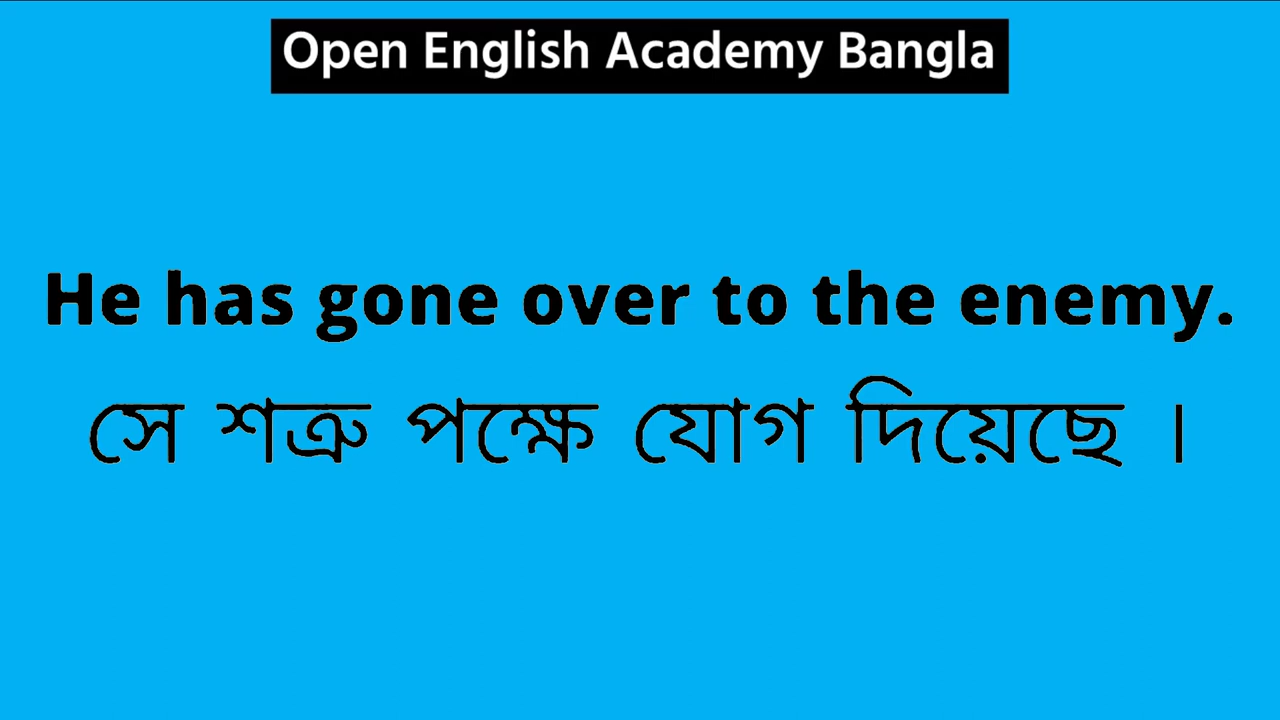 Open English Academy Bangla
He has gone over to the enemy.
সে শত্রু পক্ষে যোগ দিয়েছে ।